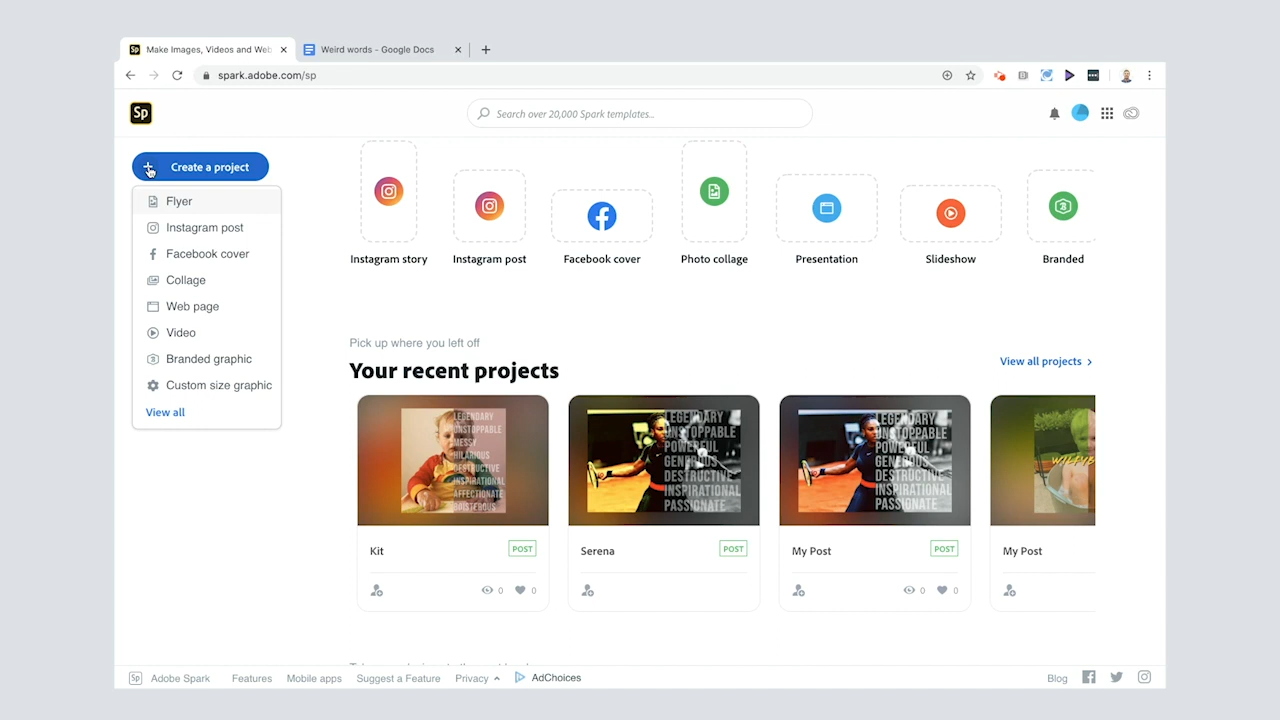 Make Images, Videos and Web
Weird words - Google Docs
spark.adobe.com/sp
Sp
Search over 20,000 Spark templates...
Create a project
Flyer
Instagram post
Facebook cover
Collage
Web page
Video
Branded graphic
Custom size graphic
View all
Instagram story
Instagram post
Facebook cover
Photo collage
Presentation
Slideshow
Branded
Pick up where you left off
Your recent projects
View all projects
LEGENDARY
UNSTOPPABLE
MESSY
HILARIOUS
DESTRUCTIVE
INSPIRATIONAL
AFFECTIONATE
BOISTEROUS
LEGENDARY
UNSTOPPABLE
POWERFUL
GENEROUS
DESTRUCTIVE
INSPIRATIONAL
PASSIONATE
LEGENDARY
UNSTOPPABLE
POWERFUL
GENEROUS
DESTRUCTIVE
INSPIRATIONAL
PASSIONATE
Kit
POST
Serena
POST
My Post
POST
My Post
0
0
0
0
Sp
Adobe Spark
Features
Mobile apps
Suggest a Feature
Privacy
AdChoices
Blog